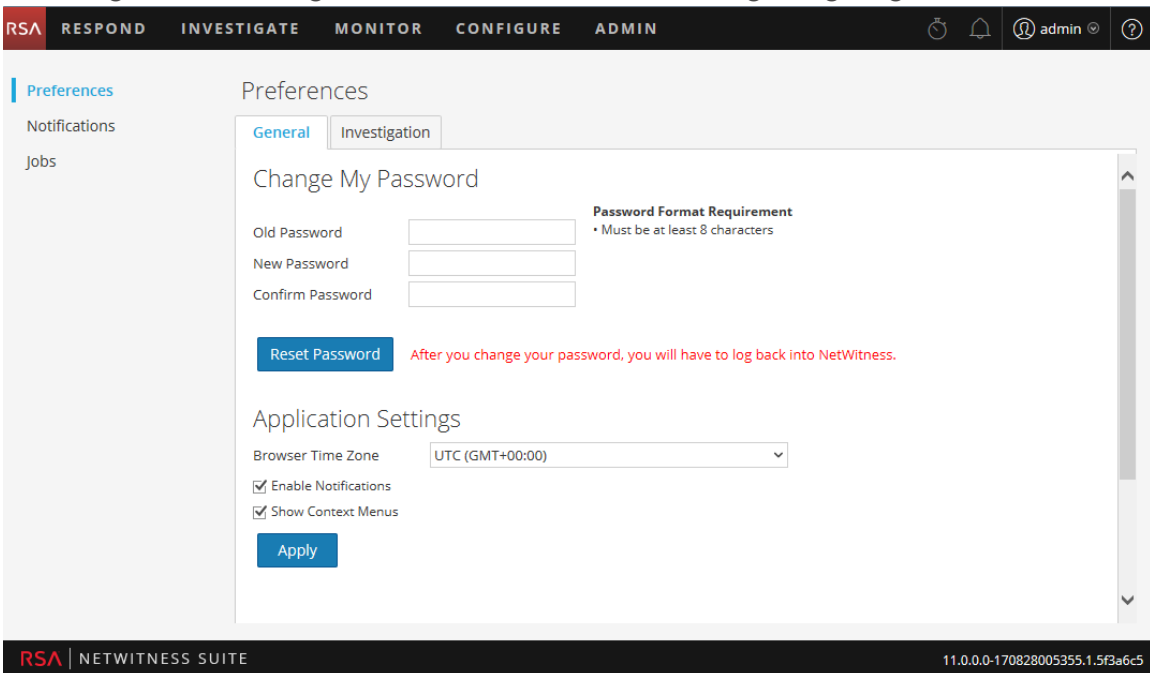 RSA RESPOND INVESTIGATE MONITOR CONFIGURE ADMIN admin ?
Preferences
Notifications
Jobs
Preferences
General Investigation
Change My Password
Password Format Requirement
• Must be at least 8 characters
Old Password
New Password
Confirm Password
Reset Password After you change your password, you will have to log back into NetWitness.
Application Settings
Browser Time Zone UTC (GMT+00:00)
Enable Notifications
Show Context Menus
Apply
RSA NETWITNESS SUITE 11.0.0.0-170828005355.1.5f3a6c5